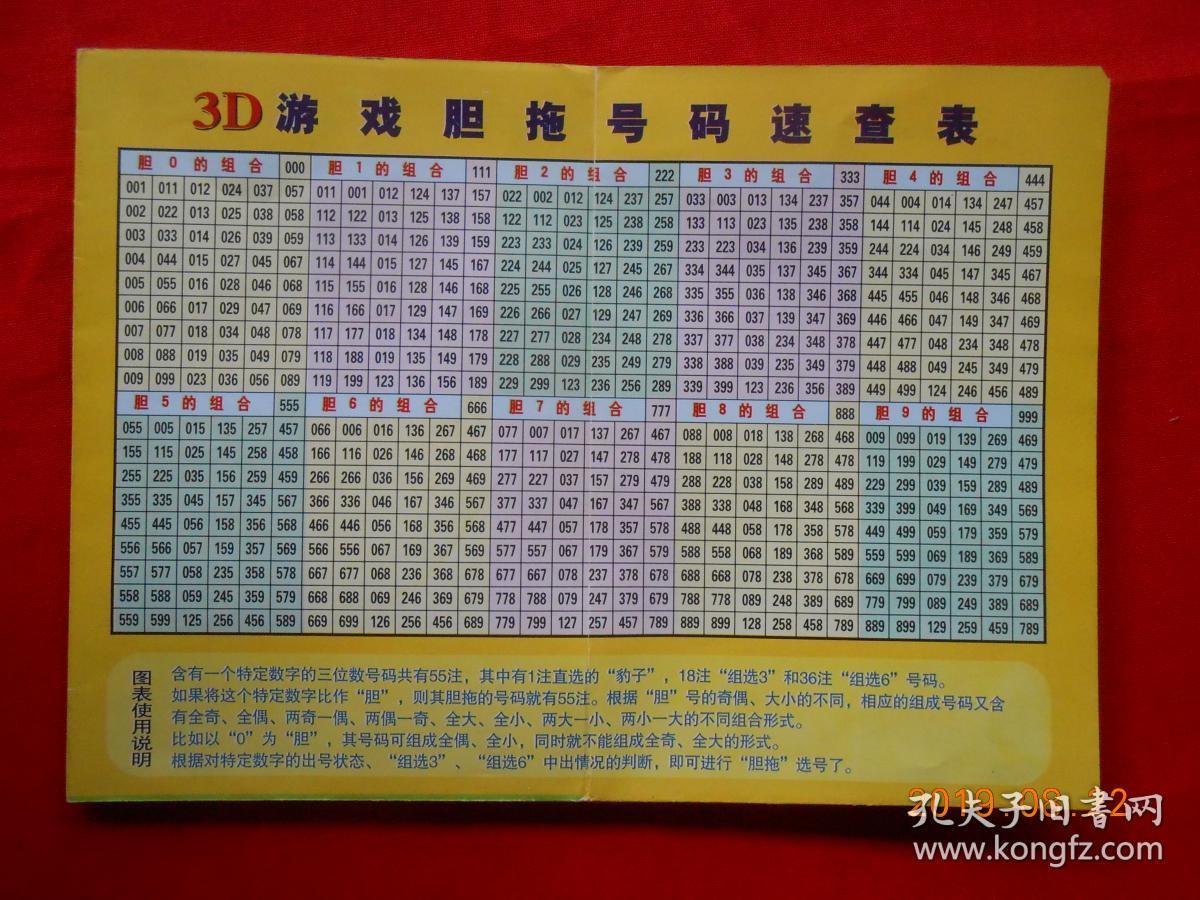 3D 游戏胆拖号码速查表
胆0的组合 000 胆1的组合 111 胆2的组合 222 胆3的组合 333 胆4的组合 444
001 011 012 024 037 057 011 001 012 124 137 157 022 002 012 124 237 257 033 003 013 134 237 357 044 004 014 134 247 457
002 022 013 025 038 058 112 122 013 125 138 158 122 112 023 125 238 258 133 113 023 135 238 358 144 114 024 145 248 458
003 033 014 026 039 059 113 133 014 126 139 159 223 233 024 126 239 259 233 223 034 136 239 359 244 224 034 146 249 459
004 044 015 027 045 067 114 144 015 127 145 167 224 244 025 127 245 267 334 344 035 137 345 367 344 334 045 147 345 467
005 055 016 028 046 068 115 155 016 128 146 168 225 255 026 128 246 268 335 355 036 138 346 368 445 455 046 148 346 468
006 066 017 029 047 069 116 166 017 129 147 169 226 266 027 129 247 269 336 366 037 139 347 369 446 466 047 149 347 469
007 077 018 034 048 078 117 177 018 134 148 178 227 277 028 234 248 278 337 377 038 234 348 378 447 477 048 234 348 478
008 088 019 035 049 079 118 188 019 135 149 179 228 288 029 235 249 279 338 388 039 235 349 379 448 488 049 245 349 479
009 099 023 036 056 089 119 199 123 136 156 189 229 299 123 236 256 289 339 399 123 236 356 389 449 499 124 246 456 489
胆5的组合 555 胆6的组合 666 胆7的组合 777 胆8的组合 888 胆9的组合 999
055 005 015 135 257 457 066 006 016 136 267 467 077 007 017 137 267 467 088 008 018 138 268 468 009 099 019 139 269 469
155 115 025 145 258 458 166 116 026 146 268 468 177 117 027 147 278 478 188 118 028 148 278 478 119 199 029 149 279 479
255 225 035 156 259 459 266 266 036 156 269 469 277 227 037 157 279 479 288 228 038 158 279 479 229 299 039 159 289 489
355 335 045 157 345 567 366 336 046 167 346 567 377 337 047 167 347 567 388 338 048 168 348 568 339 399 049 169 349 569
455 445 056 158 356 568 466 446 056 168 356 568 477 447 057 178 357 578 488 448 058 178 358 578 449 499 059 179 359 579
556 566 057 159 357 569 566 556 067 169 367 569 577 557 067 179 367 579 588 558 068 189 368 589 559 599 069 189 369 589
557 577 058 235 358 578 667 677 068 236 368 678 677 667 078 237 378 678 688 668 078 238 378 678 669 699 079 239 379 679
558 588 059 245 359 579 668 688 069 246 369 679 778 788 079 247 379 679 788 778 089 248 389 689 779 799 089 249 389 689
559 599 125 256 456 589 669 699 126 256 456 689 779 799 127 257 457 789 889 899 128 258 458 789 889 899 129 259 459 789
图表使用说明
含有一个特定数字的三位数号码共有55注，其中有1注直选的“豹子”，18注“组选3”和36注“组选6”号码。
如果将这个特定数字比作“胆”，则其胆拖的号码就有55注。根据“胆”号的奇偶、大小的不同，相应的组成号码又含
有全奇、全偶、两奇一偶、两偶一奇、全大、全小、两大一小、两小一大的不同组合形式。
比如以“0”为“胆”，其号码可组成全偶、全小，同时就不能组成全奇、全大的形式。
根据对特定数字的出号状态、“组选3”、“组选6”中出情况的判断，即可进行“胆拖”选号了。
孔夫子旧书网
www.kongfz.com